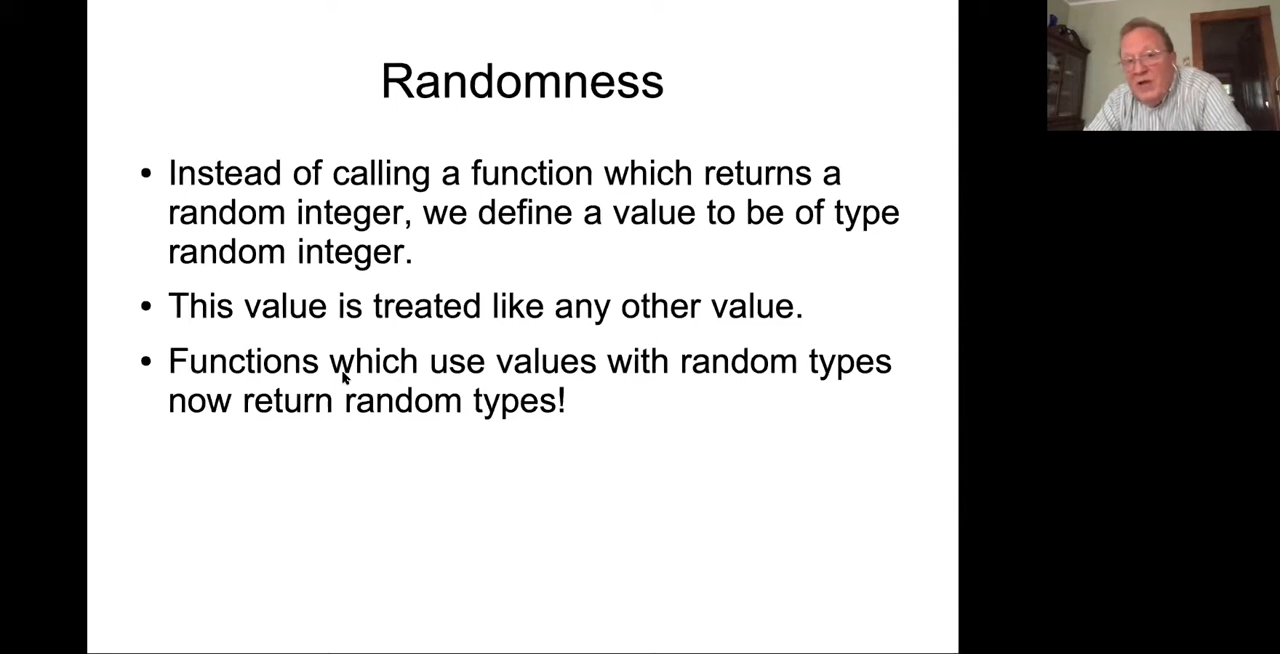 Randomness
• Instead of calling a function which returns a
random integer, we define a value to be of type
random integer.
• This value is treated like any other value.
• Functions which use values with random types
now return random types!